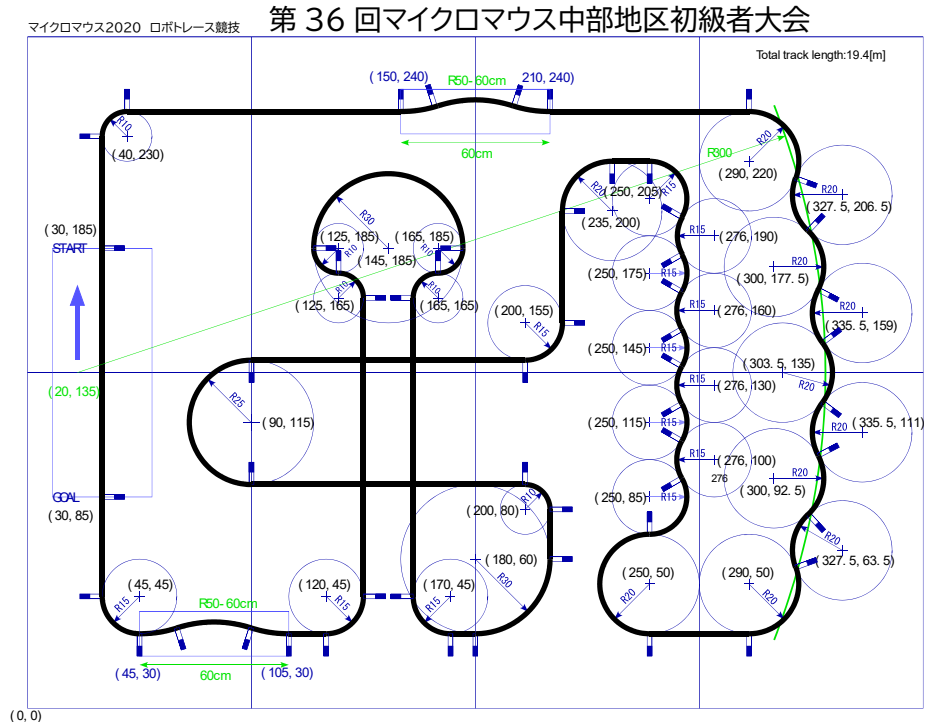 マイクロマウス2020 ロボトレース競技
第 36 回マイクロマウス中部地区初級者大会
Total track length:19.4[m]
(150, 240)
R50-60cm
210, 240)
60cm
R10
(40, 230)
R20
(290, 220)
R300
R20
(327. 5, 206. 5)
R20
(250, 205)
R15
(235, 200)
R30
(30, 185)
START
(125, 185)
(165, 185)
R10
(145, 185)
R10
R15
(276, 190)
R20
(300, 177. 5)
(250, 175)
R15
R10
R10
(125, 165)
(165, 165)
(200, 155)
R15
R15
(276, 160)
R20
(335. 5, 159)
(250, 145)
R15
(303. 5, 135)
R20
(20, 135)
R25
R15
(276, 130)
(90, 115)
(250, 115)
R15
R20
(335. 5, 111)
R15
(276, 100)
276
R20
(300, 92. 5)
GOAL
(30, 85)
R10
(200, 80)
(250, 85)
R15
R20
(327. 5, 63. 5)
(180, 60)
R30
(45, 45)
R15
(120, 45)
R15
(170, 45)
R15
(250, 50)
R20
(290, 50)
R20
R50-60cm
(45, 30)
60cm
(105, 30)
(0, 0)